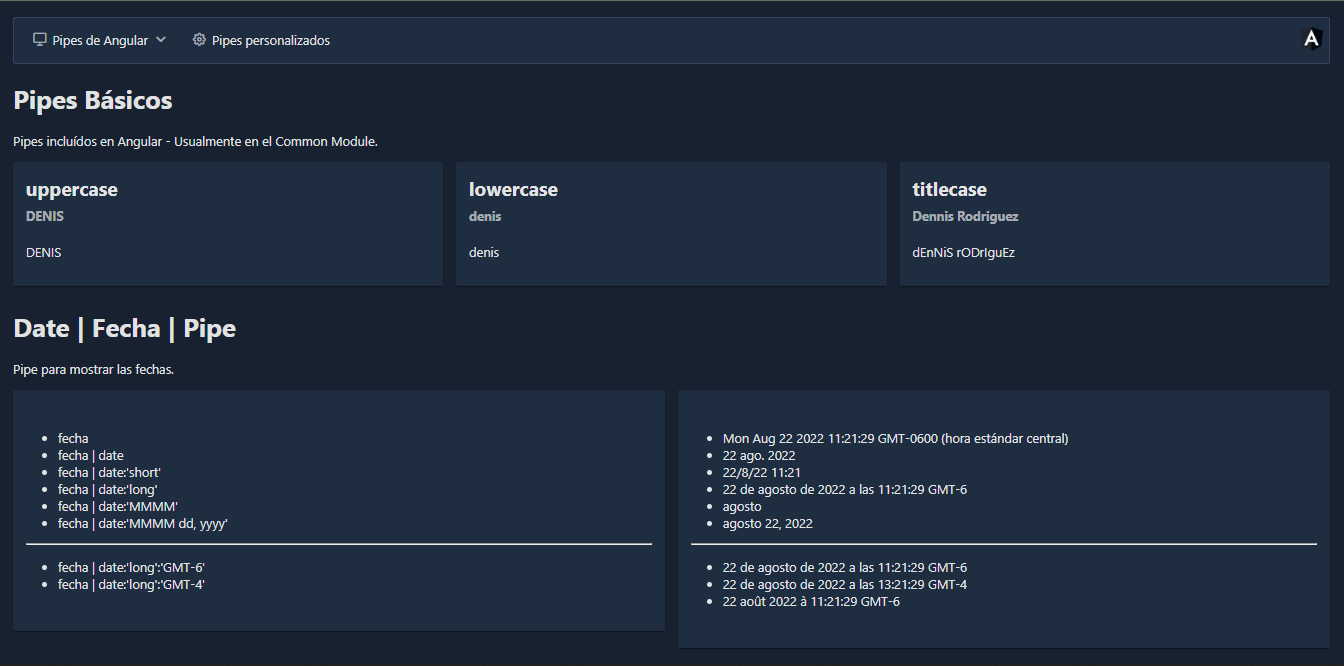 Pipes de Angular
Pipes personalizados
A
Pipes Básicos
Pipes incluídos en Angular - Usualmente en el Common Module.
uppercase
DENIS
DENIS
lowercase
denis
denis
titlecase
Dennis Rodriguez
dEnNiS rODrIguEz
Date | Fecha | Pipe
Pipe para mostrar las fechas.
fecha
fecha | date
fecha | date:'short'
fecha | date:'long'
fecha | date:'MMMM'
fecha | date:'MMMM dd, yyyy'
fecha | date:'long':'GMT-6'
fecha | date:'long':'GMT-4'
Mon Aug 22 2022 11:21:29 GMT-0600 (hora estándar central)
22 ago. 2022
22/8/22 11:21
22 de agosto de 2022 a las 11:21:29 GMT-6
agosto
agosto 22, 2022
22 de agosto de 2022 a las 11:21:29 GMT-6
22 de agosto de 2022 a las 13:21:29 GMT-4
22 août 2022 à 11:21:29 GMT-6